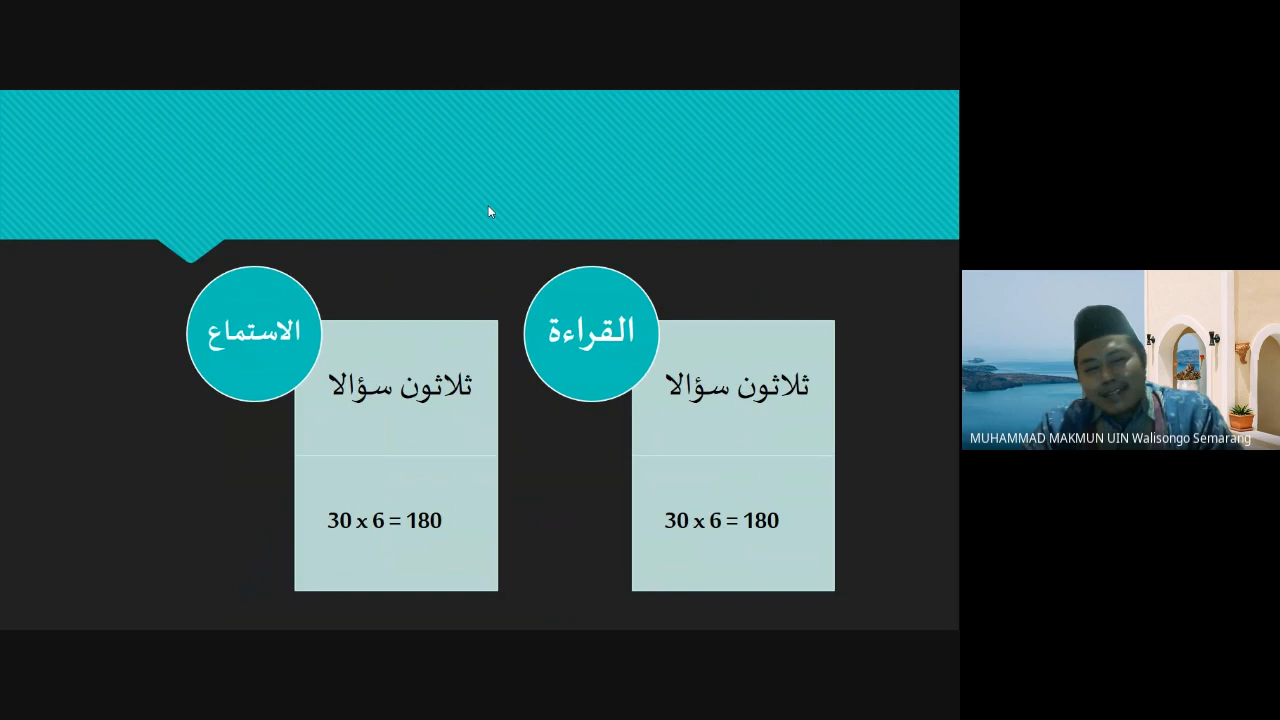 الاستماع
ثلاثون سؤالا
30 x 6 = 180
القراءة
ثلاثون سؤالا
30 x 6 = 180
MUHAMMAD MAKMUN UIN Walisongo Semarang